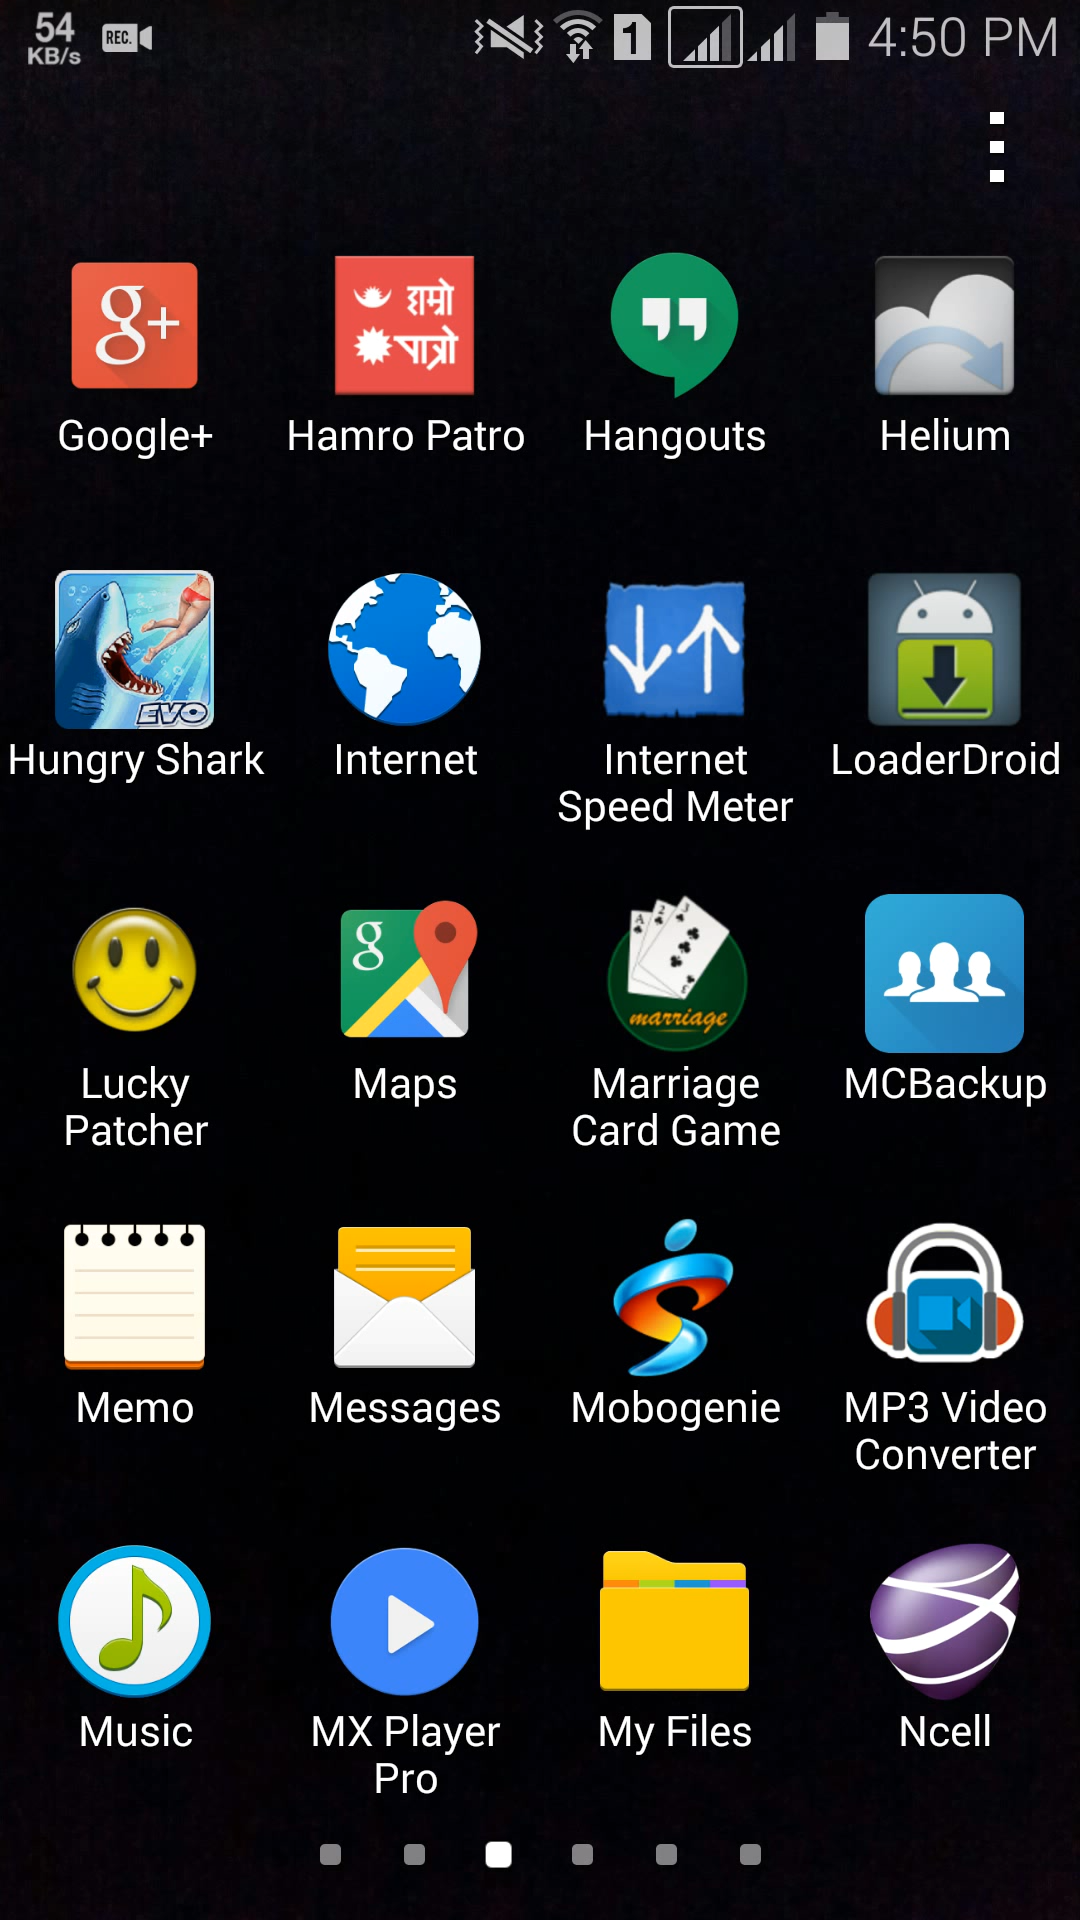 54
KB/s
REC.
1
4:50 PM
g+
हाम्रो
पात्रो
Google+
Hamro Patro
Hangouts
Helium
EVO
Hungry Shark
Internet
Internet
Speed Meter
LoaderDroid
g
A 2 3
marriage
Lucky
Patcher
Maps
Marriage
Card Game
MCBackup
Memo
Messages
Mobogenie
MP3 Video
Converter
Music
MX Player
Pro
My Files
Ncell